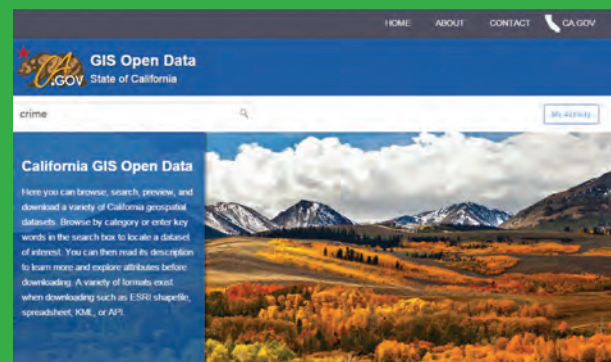 HOME ABOUT CONTACT CA.GOV
GIS Open Data
CA
.GOV State of California
crime
My Activity
California GIS Open Data
Here you can browse, search, preview, and
download a variety of California geospatial
datasets. Browse by category or enter key
words in the search box to locate a dataset
of interest. You can then read its description
to learn more and explore attributes before
downloading. A variety of formats exist
when downloading such as ESRI shapefile,
spreadsheet, KML, or API.